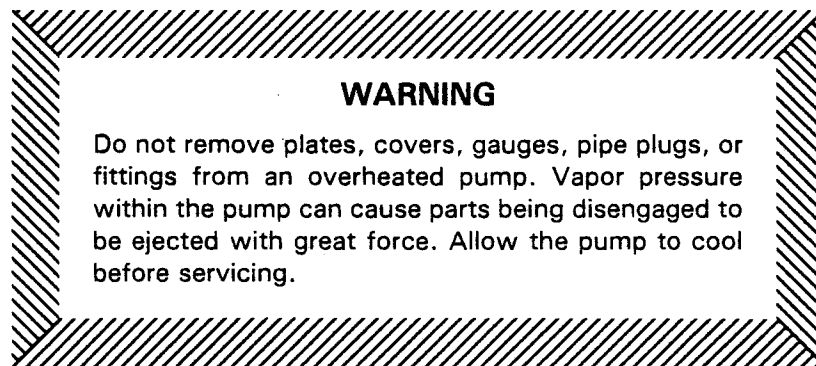 WARNING
Do not remove plates, covers, gauges, pipe plugs, or
fittings from an overheated pump. Vapor pressure
within the pump can cause parts being disengaged to
be ejected with great force. Allow the pump to cool
before servicing.